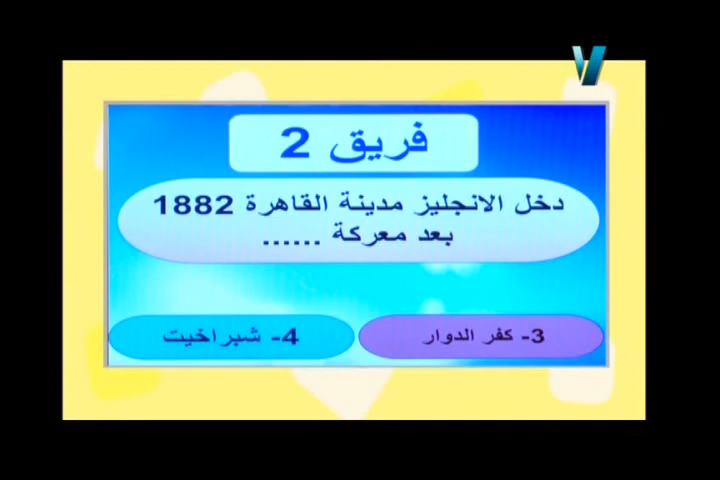 فريق 2
دخل الانجليز مدينة القاهرة 1882
بعد معركة ......
3- كفر الدوار
4- شبراخيت